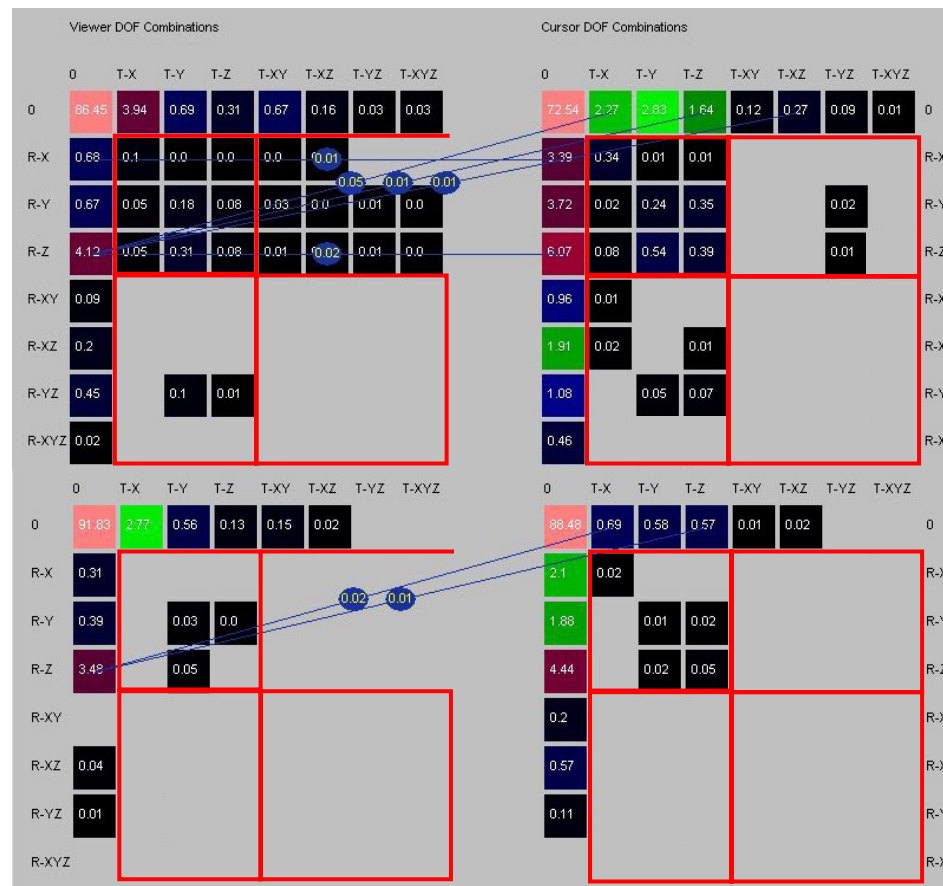 Viewer DOF Combinations Cursor DOF Combinations
0 T-X T-Y T-Z T-XY T-XZ T-YZ T-XYZ 0 T-X T-Y T-Z T-XY T-XZ T-YZ T-XYZ
0 86.45 3.94 0.69 0.31 0.67 0.16 0.03 0.03 72.54 2.27 2.83 1.64 0.12 0.27 0.09 0.01 0
R-X 0.68 0.1 0.0 0.0 0.0 0.01 3.39 0.34 0.01 0.01 R-X
0.05 0.01 0.01
R-Y 0.67 0.05 0.18 0.08 0.03 0.0 0.01 0.0 3.72 0.02 0.24 0.35 0.02 R-Y
R-Z 4.12 0.05 0.31 0.08 0.01 0.02 0.01 0.0 6.07 0.08 0.54 0.39 0.01 R-Z
R-XY 0.09 0.96 0.01 R-X
R-XZ 0.2 1.91 0.02 0.01 R-X
R-YZ 0.45 0.1 0.01 1.08 0.05 0.07 R-Y
R-XYZ 0.02 0.46 R-X
0 T-X T-Y T-Z T-XY T-XZ T-YZ T-XYZ 0 T-X T-Y T-Z T-XY T-XZ T-YZ T-XYZ
0 91.83 2.77 0.56 0.13 0.15 0.02 88.48 0.69 0.58 0.57 0.01 0.02 0
R-X 0.31 2.1 0.02 R-X
0.02 0.01
R-Y 0.39 0.03 0.0 1.88 0.01 0.02 R-Y
R-Z 3.48 0.05 4.44 0.02 0.05 R-Z
R-XY 0.2 R-X
R-XZ 0.04 0.57 R-X
R-YZ 0.01 0.11 R-Y
R-XYZ R-X